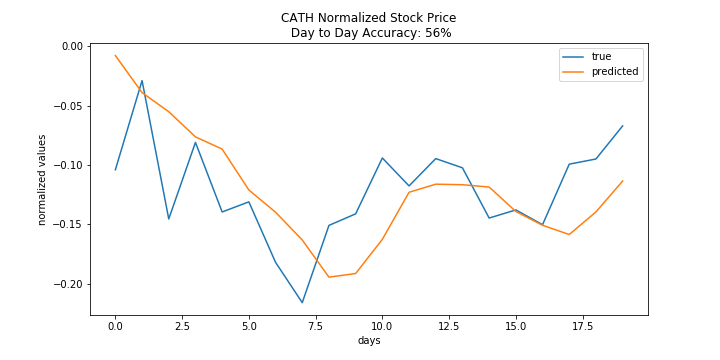 CATH Normalized Stock Price
Day to Day Accuracy: 56%
true
predicted
normalized values
0.00
−0.05
−0.10
−0.15
−0.20
0.0 2.5 5.0 7.5 10.0 12.5 15.0 17.5
days